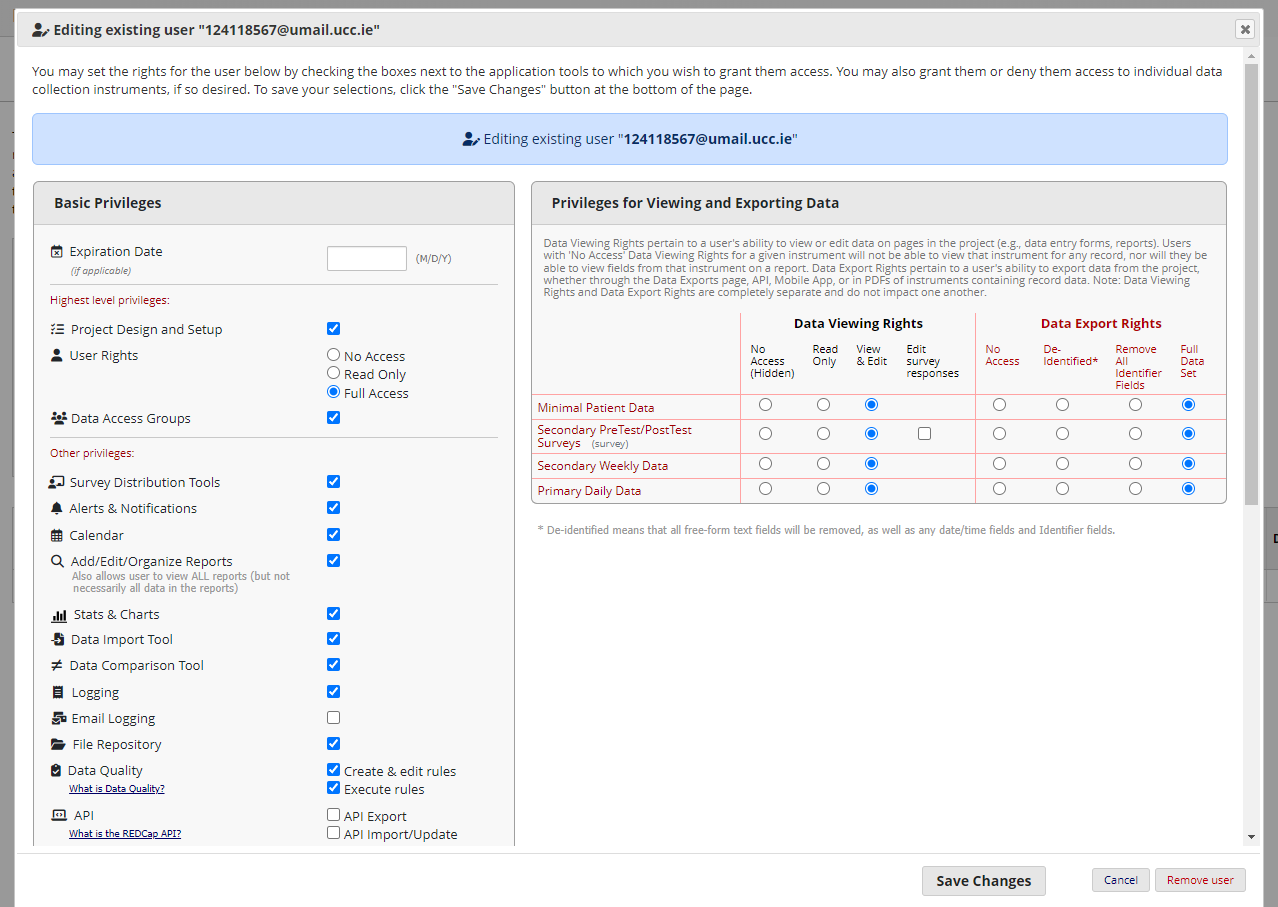 Editing existing user "124118567@umail.ucc.ie"
You may set the rights for the user below by checking the boxes next to the application tools to which you wish to grant them access. You may also grant them or deny them access to individual data
collection instruments, if so desired. To save your selections, click the "Save Changes" button at the bottom of the page.
Editing existing user "124118567@umail.ucc.ie"
Basic Privileges
Expiration Date
(if applicable)
(M/D/Y)
Highest level privileges:
Project Design and Setup
User Rights
No Access
Read Only
Full Access
Data Access Groups
Other privileges:
Survey Distribution Tools
Alerts & Notifications
Calendar
Add/Edit/Organize Reports
Also allows user to view ALL reports (but not
necessarily all data in the reports)
Stats & Charts
Data Import Tool
Data Comparison Tool
Logging
Email Logging
File Repository
Data Quality
What is Data Quality?
Create & edit rules
Execute rules
API
What is the REDCap API?
API Export
API Import/Update
Privileges for Viewing and Exporting Data
Data Viewing Rights pertain to a user's ability to view or edit data on pages in the project (e.g., data entry forms, reports). Users
with 'No Access' Data Viewing Rights for a given instrument will not be able to view that instrument for any record, nor will they be
able to view fields from that instrument on a report. Data Export Rights pertain to a user's ability to export data from the project,
whether through the Data Exports page, API, Mobile App, or in PDFs of instruments containing record data. Note: Data Viewing
Rights and Data Export Rights are completely separate and do not impact one another.
Data Viewing Rights
Data Export Rights
No
Access
(Hidden)
Read
Only
View
& Edit
Edit
survey
responses
No
Access
De-
Identified*
Remove
All
Identifier
Fields
Full
Data
Set
Minimal Patient Data
Secondary PreTest/PostTest
Surveys (survey)
Secondary Weekly Data
Primary Daily Data
* De-identified means that all free-form text fields will be removed, as well as any date/time fields and Identifier fields.
Save Changes
Cancel
Remove user